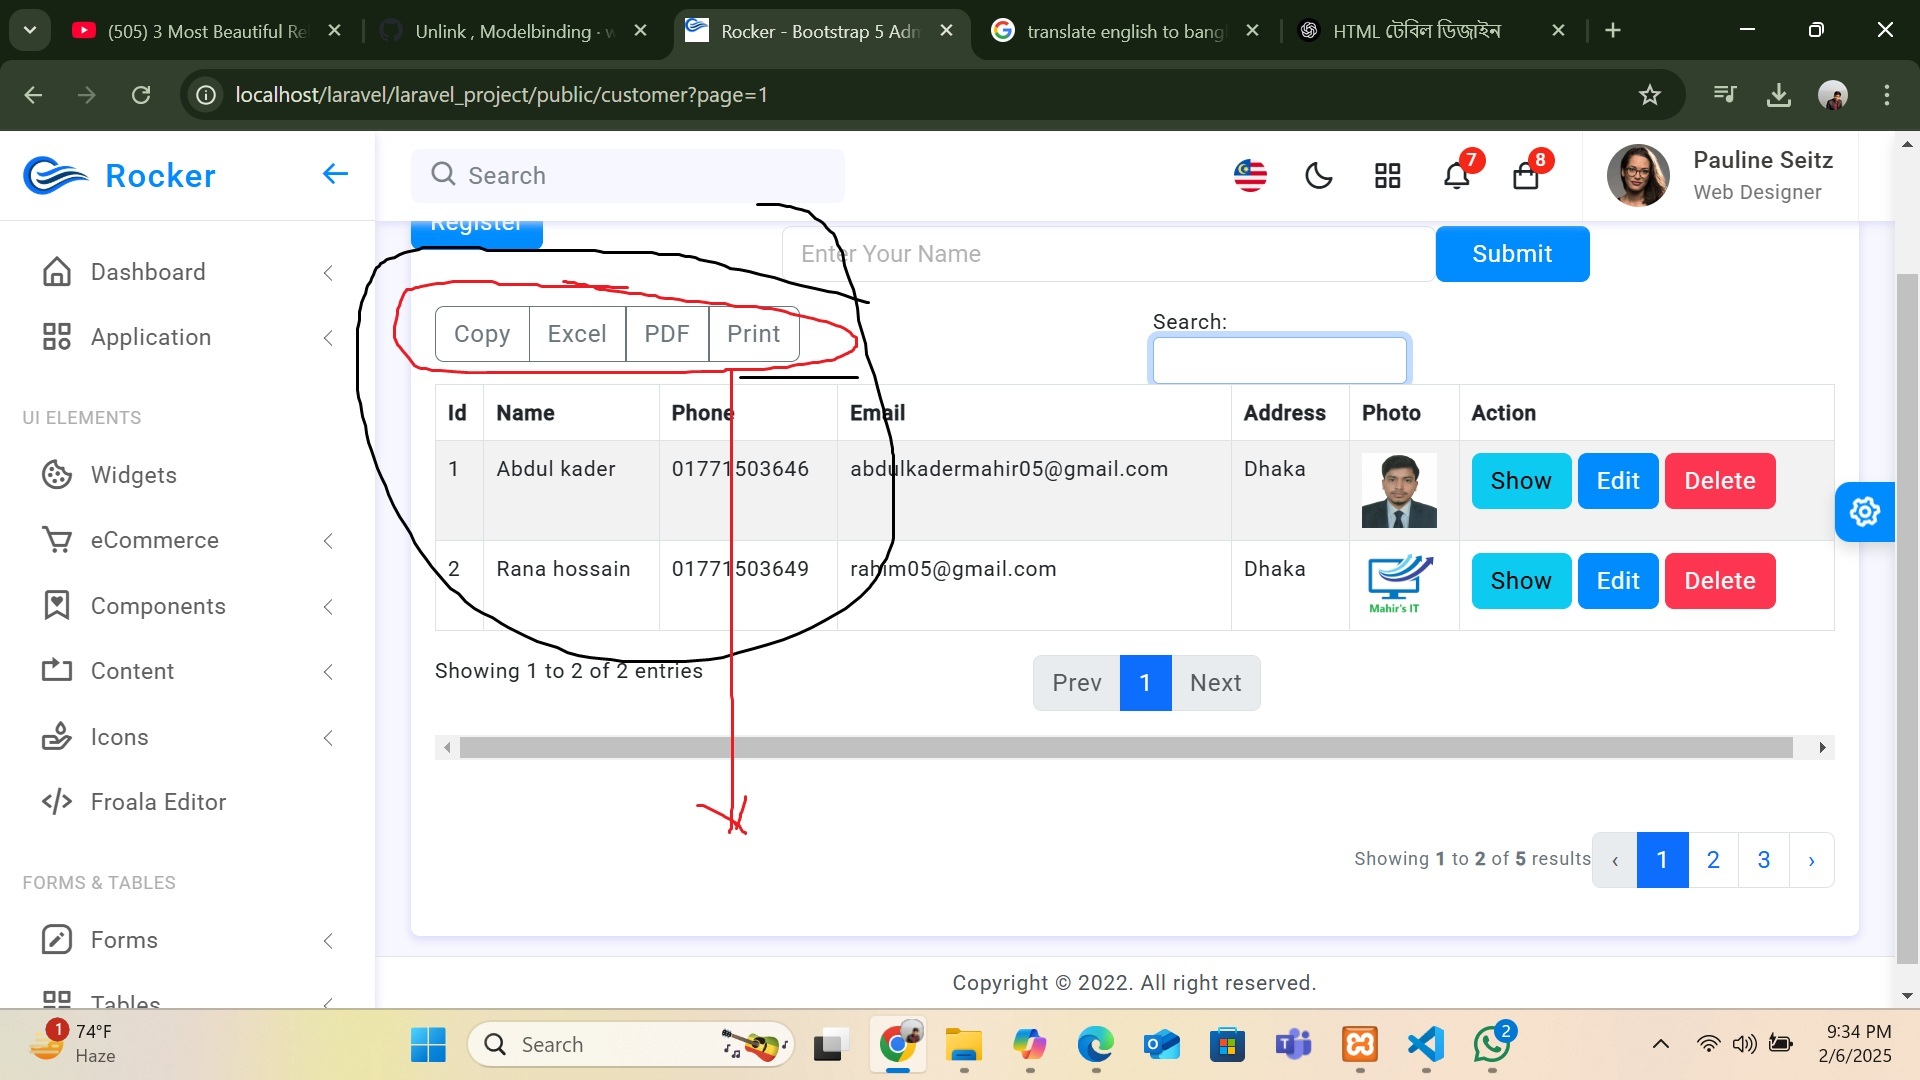 (505) 3 Most Beautiful Re
Unlink , Modelbinding · w
Rocker - Bootstrap 5 Adm
translate english to bang
HTML টেবিল ডিজাইন
localhost/laravel/laravel_project/public/customer?page=1
Rocker
Search
7
8
Pauline Seitz
Web Designer
Register
Enter Your Name
Submit
Dashboard
Application
UI ELEMENTS
Widgets
eCommerce
Components
Content
Icons
Froala Editor
FORMS & TABLES
Forms
Tables
Copy Excel PDF Print
Search:
Id Name Phone Email Address Photo Action
1 Abdul kader 01771503646 abdulkadermahir05@gmail.com Dhaka Show Edit Delete
2 Rana hossain 01771503649 rahim05@gmail.com Dhaka Mahir's IT Show Edit Delete
Showing 1 to 2 of 2 entries
Prev 1 Next
Showing 1 to 2 of 5 results ‹ 1 2 3 ›
Copyright © 2022. All right reserved.
1
74°F
Haze
Search
2
9:34 PM
2/6/2025